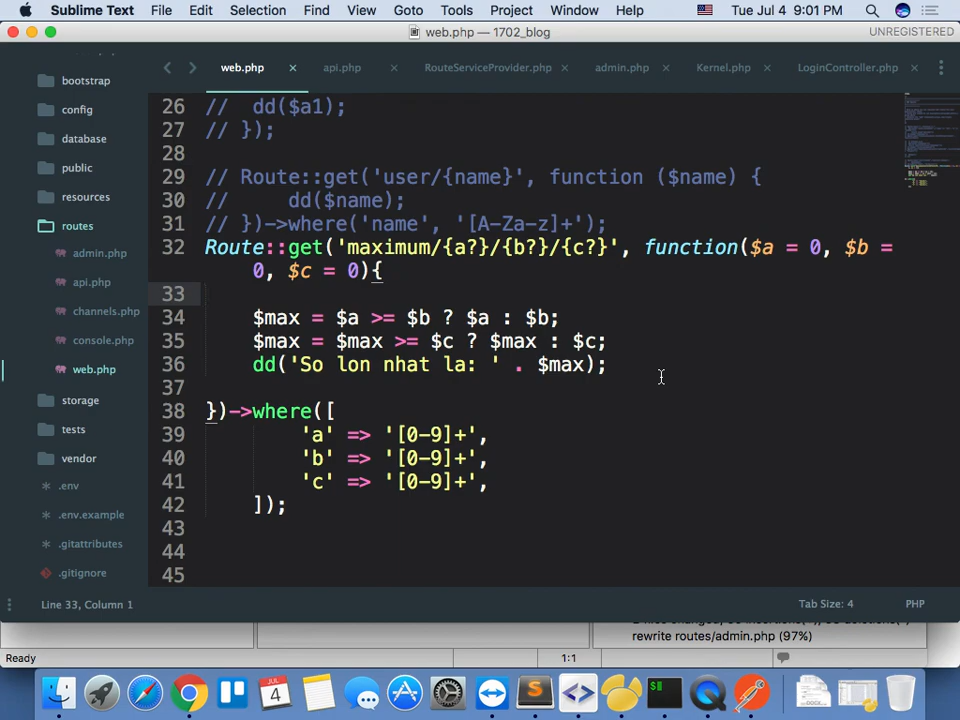 Sublime Text File Edit Selection Find View Goto Tools Project Window Help Tue Jul 4 9:01 PM
web.php — 1702_blog UNREGISTERED
web.php × api.php × RouteServiceProvider.php × admin.php × Kernel.php × LoginController.php ×
bootstrap
config
database
public
resources
routes
admin.php
api.php
channels.php
console.php
web.php
storage
tests
vendor
.env
.env.example
.gitattributes
.gitignore
26 //  dd($a1);
27 // });
28
29 // Route::get('user/{name}', function ($name) {
30 //     dd($name);
31 // })->where('name', '[A-Za-z]+');
32 Route::get('maximum/{a?}/{b?}/{c?}', function($a = 0, $b =
0, $c = 0){
33
34 $max = $a >= $b ? $a : $b;
35 $max = $max >= $c ? $max : $c;
36 dd('So lon nhat la: ' . $max);
37
38 })->where([
39 'a' => '[0-9]+',
40 'b' => '[0-9]+',
41 'c' => '[0-9]+',
42 ]);
43
44
45
Line 33, Column 1 Tab Size: 4 PHP
rewrite routes/admin.php (97%)
Ready 1:1
JUL
4